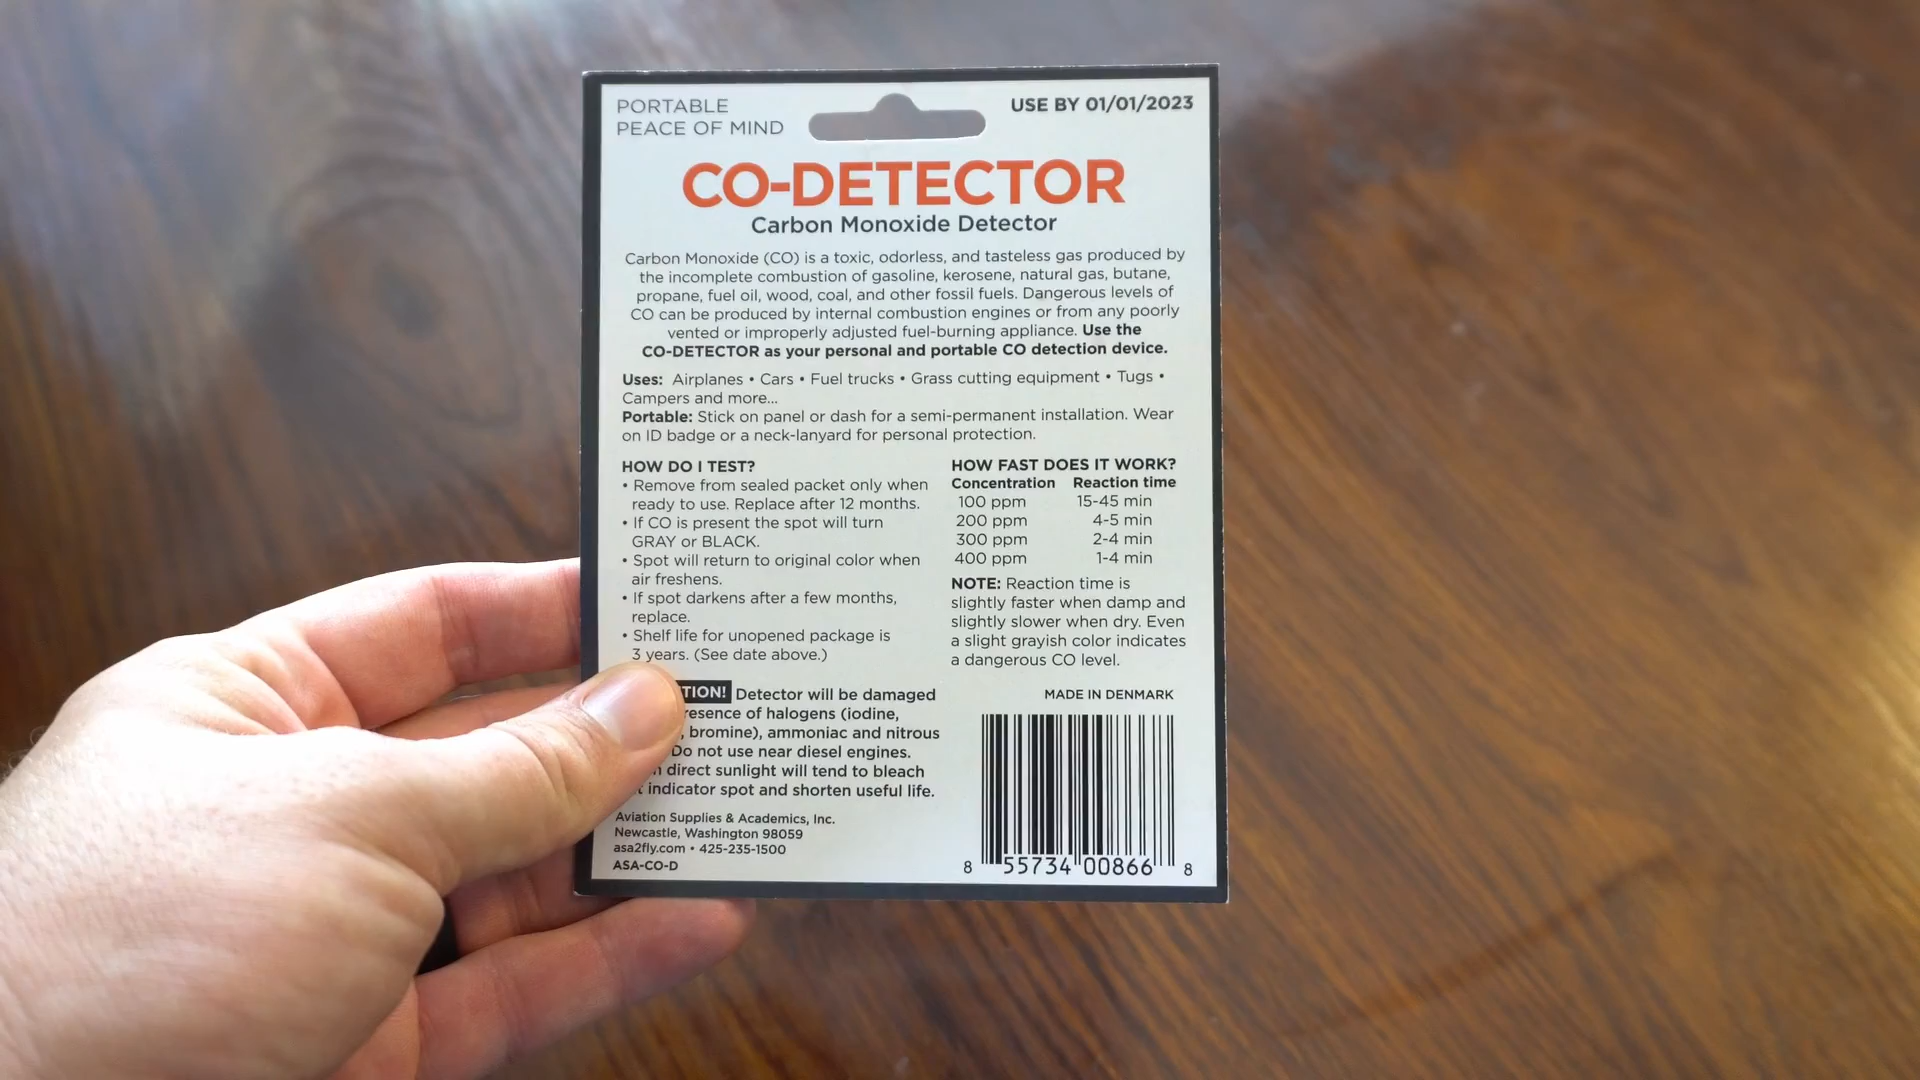 PORTABLE
PEACE OF MIND
USE BY 01/01/2023
CO-DETECTOR
Carbon Monoxide Detector
Carbon Monoxide (CO) is a toxic, odorless, and tasteless gas produced by
the incomplete combustion of gasoline, kerosene, natural gas, butane,
propane, fuel oil, wood, coal, and other fossil fuels. Dangerous levels of
CO can be produced by internal combustion engines or from any poorly
vented or improperly adjusted fuel-burning appliance. Use the
CO-DETECTOR as your personal and portable CO detection device.
Uses: Airplanes • Cars • Fuel trucks • Grass cutting equipment • Tugs •
Campers and more...
Portable: Stick on panel or dash for a semi-permanent installation. Wear
on ID badge or a neck-lanyard for personal protection.
HOW DO I TEST?
• Remove from sealed packet only when
ready to use. Replace after 12 months.
• If CO is present the spot will turn
GRAY or BLACK.
• Spot will return to original color when
air freshens.
• If spot darkens after a few months,
replace.
• Shelf life for unopened package is
3 years. (See date above.)
HOW FAST DOES IT WORK?
Concentration Reaction time
100 ppm 15-45 min
200 ppm 4-5 min
300 ppm 2-4 min
400 ppm 1-4 min
NOTE: Reaction time is
slightly faster when damp and
slightly slower when dry. Even
a slight grayish color indicates
a dangerous CO level.
Detector will be damaged
of halogens (iodine,
bromine), ammoniac and nitrous
Do not use near diesel engines.
direct sunlight will tend to bleach
indicator spot and shorten useful life.
Aviation Supplies & Academics, Inc.
Newcastle, Washington 98059
asa2fly.com • 425-235-1500
ASA-CO-D
MADE IN DENMARK
8 55734 00866 8